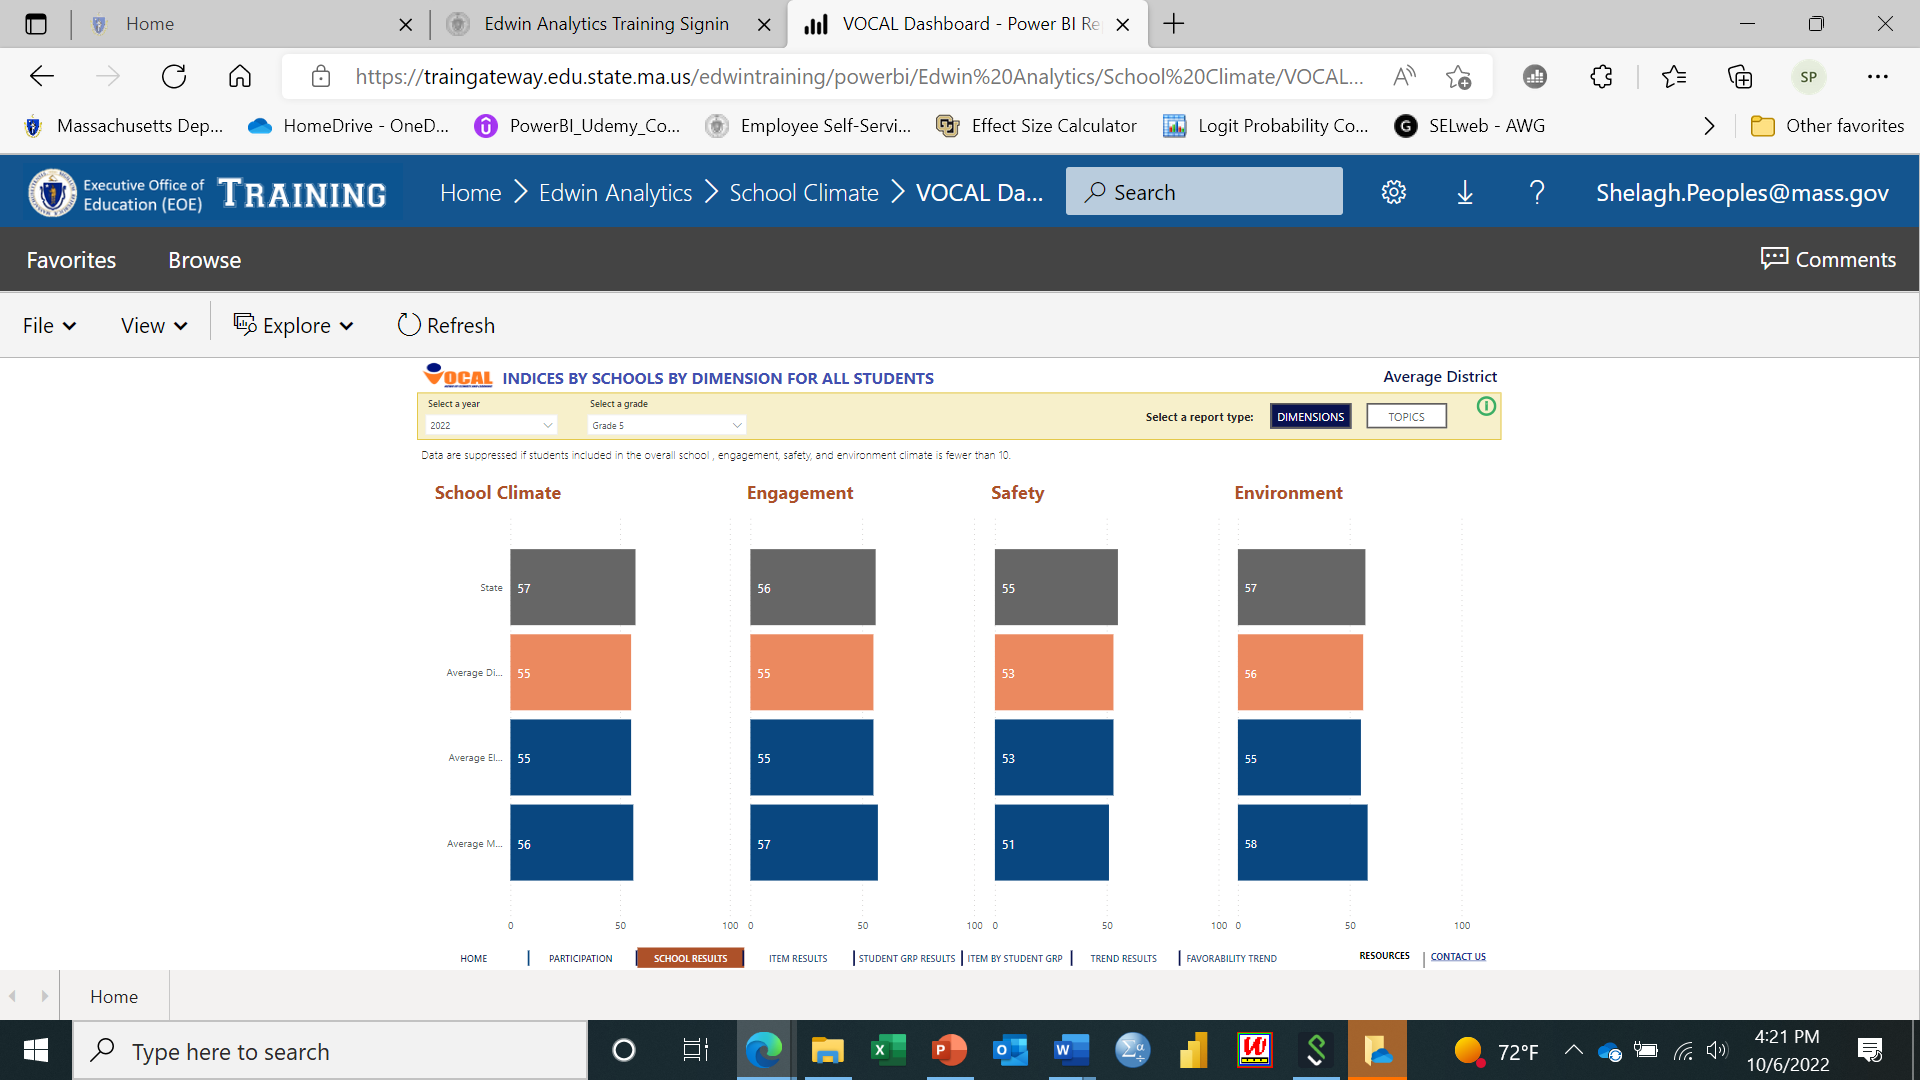 Home
Edwin Analytics Training Signin
VOCAL Dashboard - Power BI Re
https://traingateway.edu.state.ma.us/edwintraining/powerbi/Edwin%20Analytics/School%20Climate/VOCAL...
SP
Massachusetts Dep...
HomeDrive - OneD...
PowerBI_Udemy_Co...
Employee Self-Servi...
Effect Size Calculator
Logit Probability Co...
SELweb - AWG
Other favorites
Executive Office of
Education (EOE)
TRAINING
Home > Edwin Analytics > School Climate > VOCAL Da...
Search
Shelagh.Peoples@mass.gov
Favorites
Browse
Comments
File
View
Explore
Refresh
VOCAL
INDICES BY SCHOOLS BY DIMENSION FOR ALL STUDENTS
Average District
Select a year
2022
Select a grade
Grade 5
Select a report type:
DIMENSIONS
TOPICS
Data are suppressed if students included in the overall school , engagement, safety, and environment climate is fewer than 10.
School Climate
Engagement
Safety
Environment
State 57 56 55 57
Average Di... 55 55 53 56
Average El... 55 55 53 55
Average M... 56 57 51 58
0 50 100 0 50 100 0 50 100 0 50 100
HOME
PARTICIPATION
SCHOOL RESULTS
ITEM RESULTS
STUDENT GRP RESULTS
ITEM BY STUDENT GRP
TREND RESULTS
FAVORABILITY TREND
RESOURCES
CONTACT US
Home
Type here to search
72°F
4:21 PM
10/6/2022